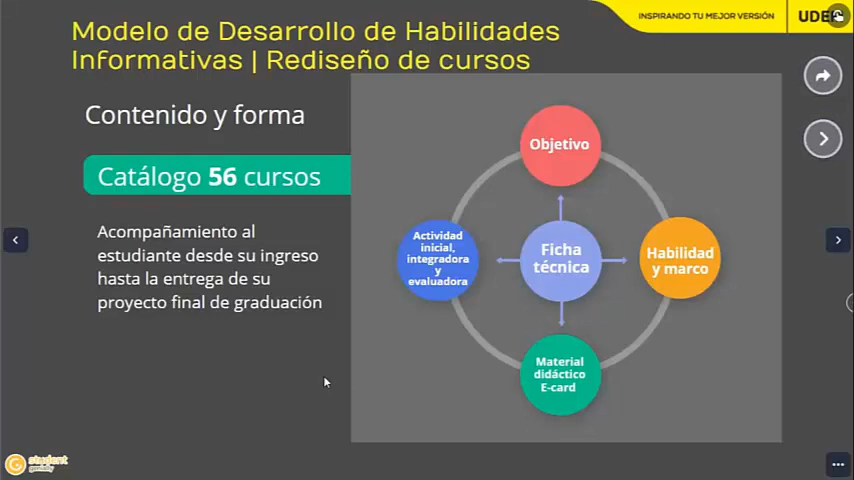 INSPIRANDO TU MEJOR VERSIÓN
Modelo de Desarrollo de Habilidades
Informativas | Rediseño de cursos
Contenido y forma
Catálogo 56 cursos
Acompañamiento al
estudiante desde su ingreso
hasta la entrega de su
proyecto final de graduación
Objetivo
Actividad
inicial,
integradora
y
evaluadora
Ficha
técnica
Habilidad
y marco
Material
didáctico
E-card
student
genially